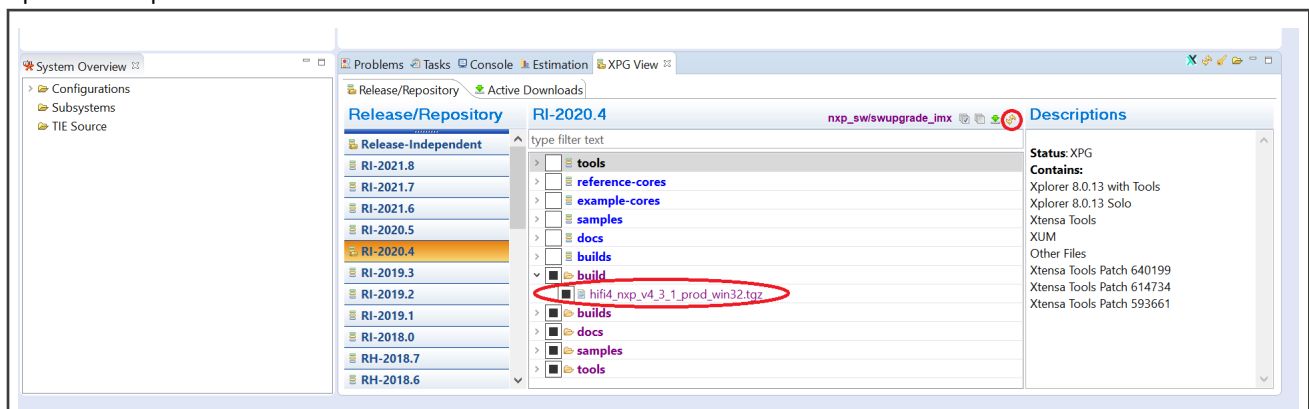 System Overview
> Configurations
Subsystems
TIE Source
Problems Tasks Console Estimation XPG View
Release/Repository Active Downloads
Release/Repository
Release-Independent
RI-2021.8
RI-2021.7
RI-2021.6
RI-2020.5
RI-2020.4
RI-2019.3
RI-2019.2
RI-2019.1
RI-2018.0
RH-2018.7
RH-2018.6
RI-2020.4 nxp_sw/swupgrade_imx
type filter text
> tools
> reference-cores
> example-cores
> samples
> docs
> builds
build
hifi4_nxp_v4_3_1_prod_win32.tgz
> builds
> docs
> samples
> tools
Descriptions
Status: XPG
Contains:
Xplorer 8.0.13 with Tools
Xplorer 8.0.13 Solo
Xtensa Tools
XUM
Other Files
Xtensa Tools Patch 640199
Xtensa Tools Patch 614734
Xtensa Tools Patch 593661